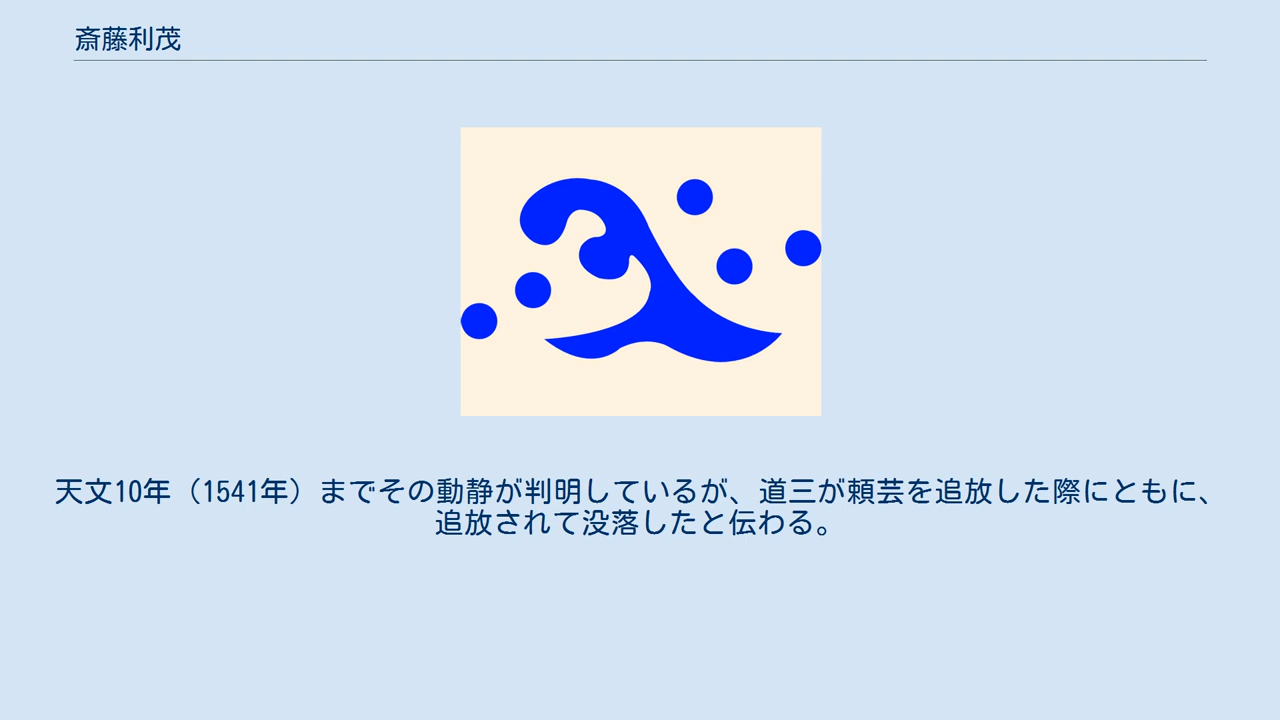 斎藤利茂
天文10年（1541年）までその動静が判明しているが、道三が頼芸を追放した際にともに、
追放されて没落したと伝わる。